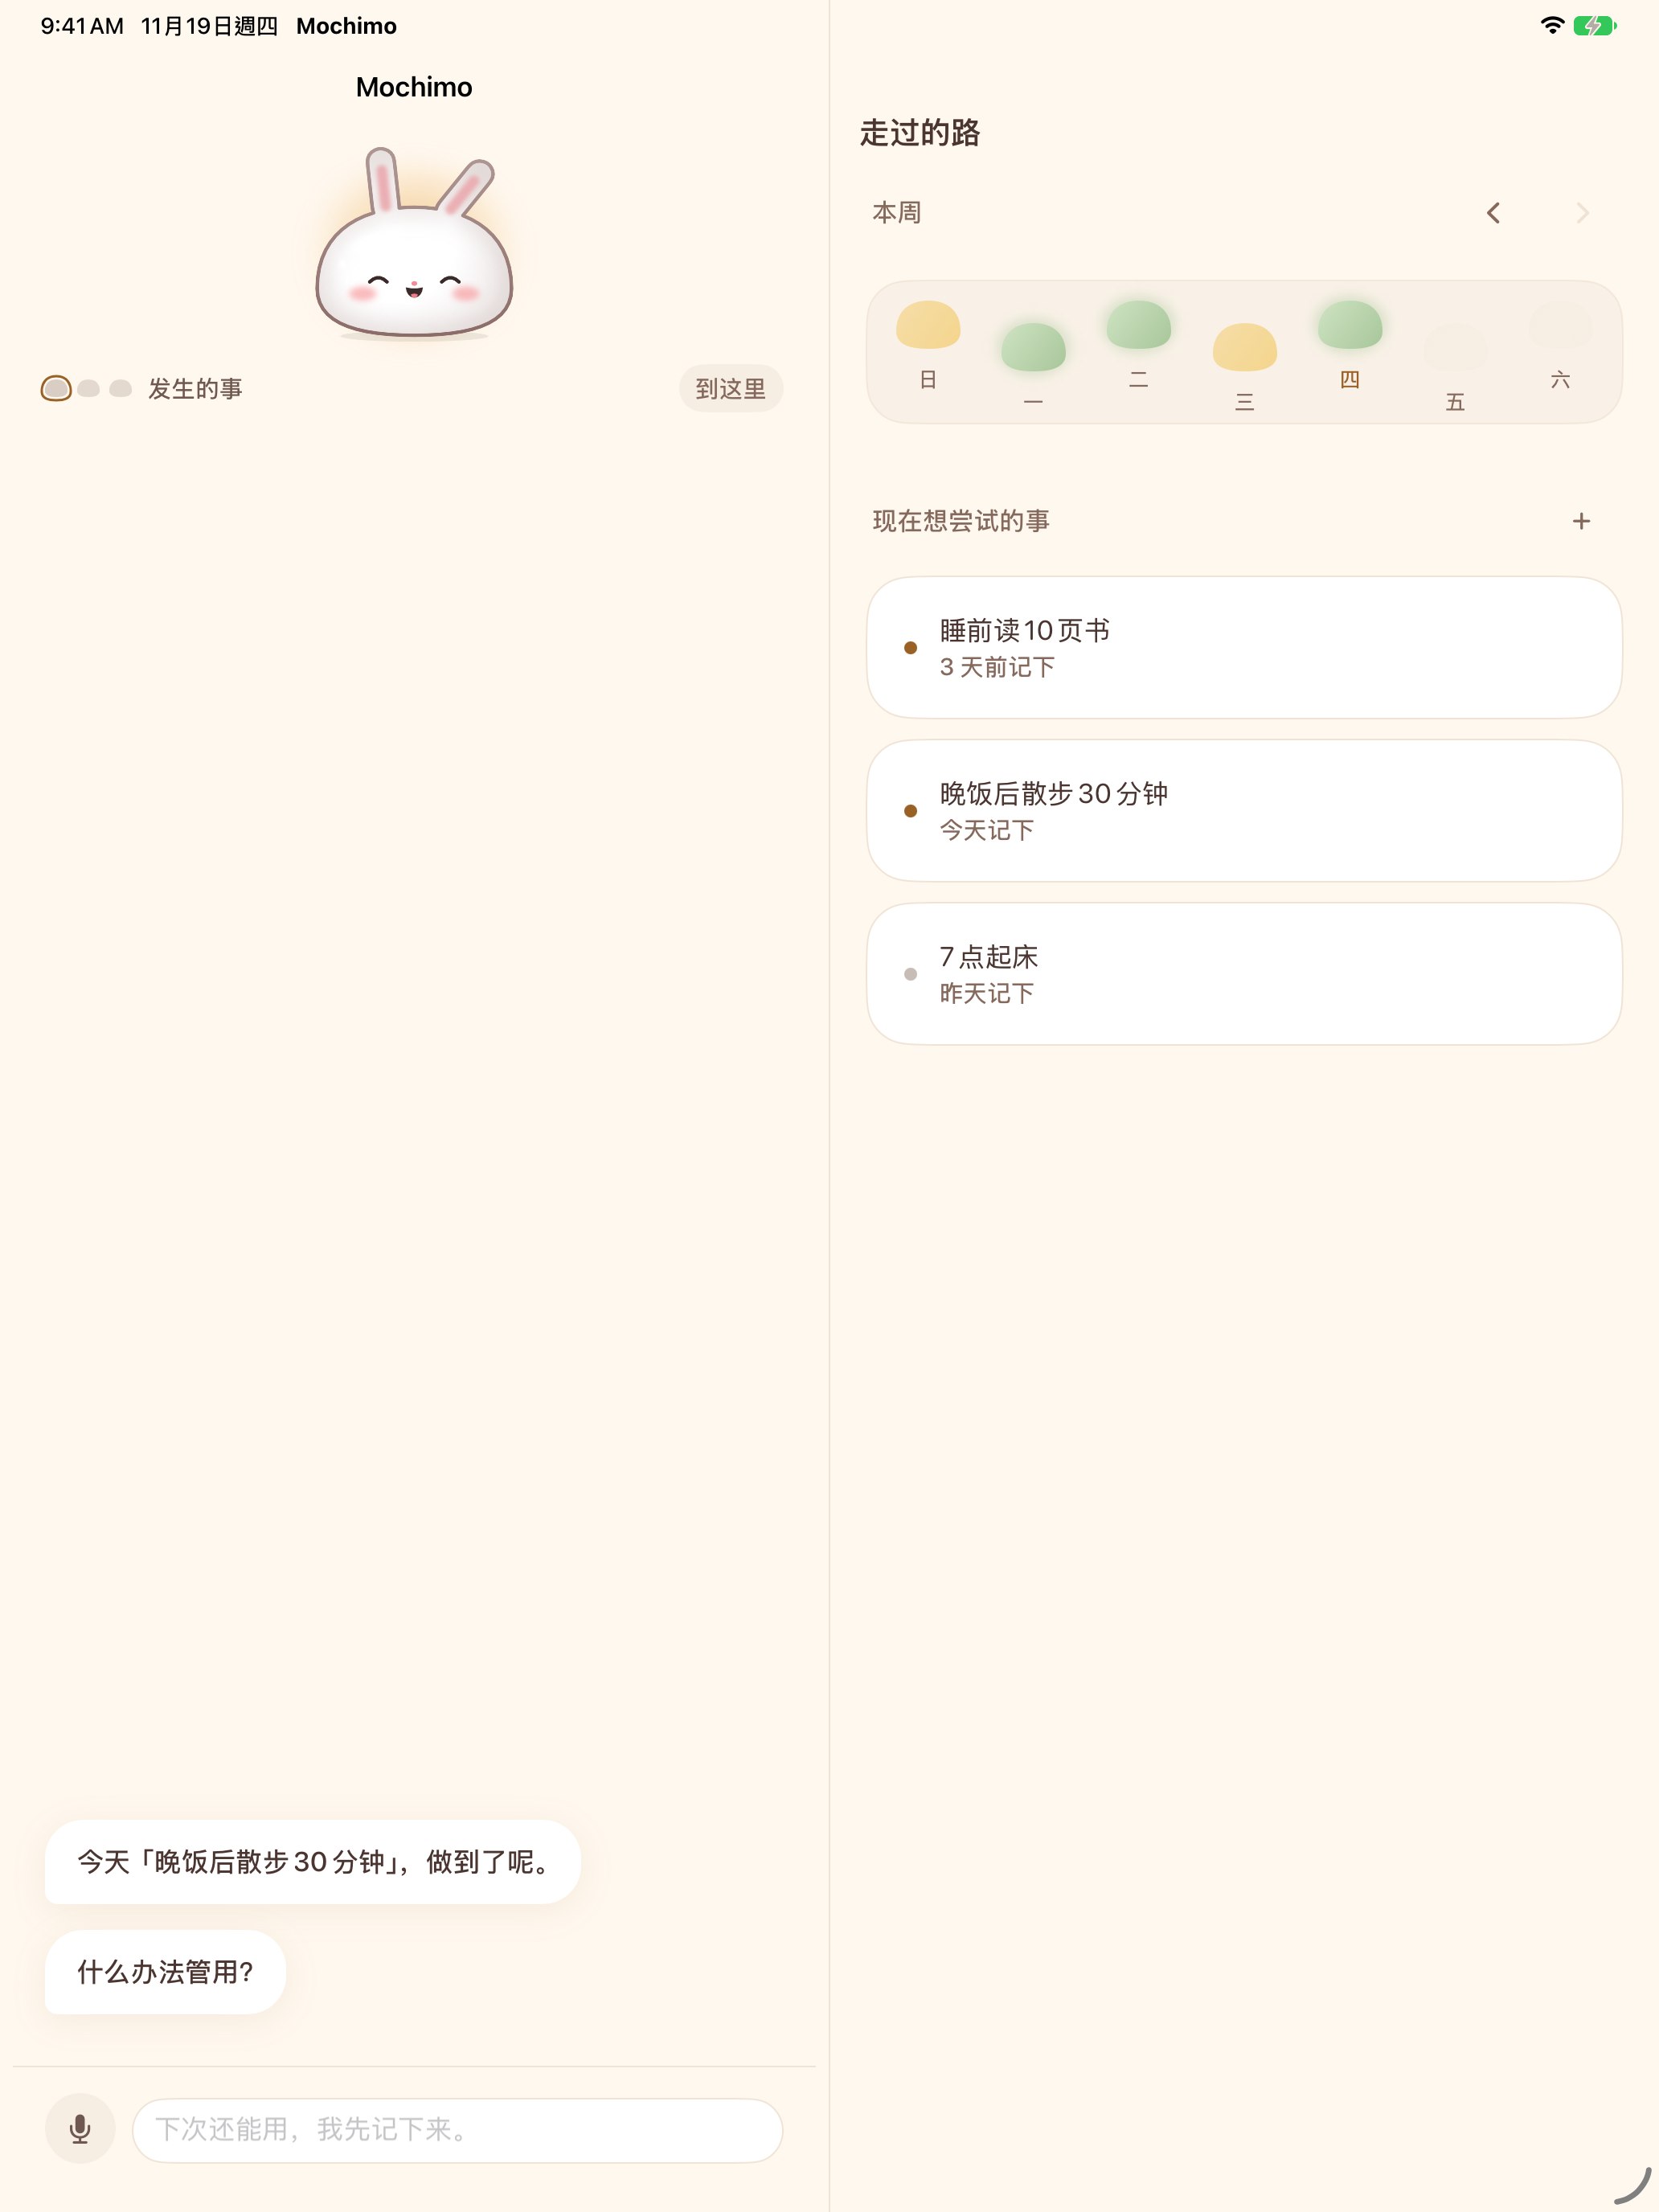 9:41 AM 11月19日週四 Mochimo
Mochimo
发生的事
到这里
今天「晚饭后散步30分钟」，做到了呢。
什么办法管用？
下次还能用，我先记下来。
走过的路
本周
日 一 二 三 四 五 六
现在想尝试的事
睡前读10页书
3 天前记下
晚饭后散步30分钟
今天记下
7点起床
昨天记下